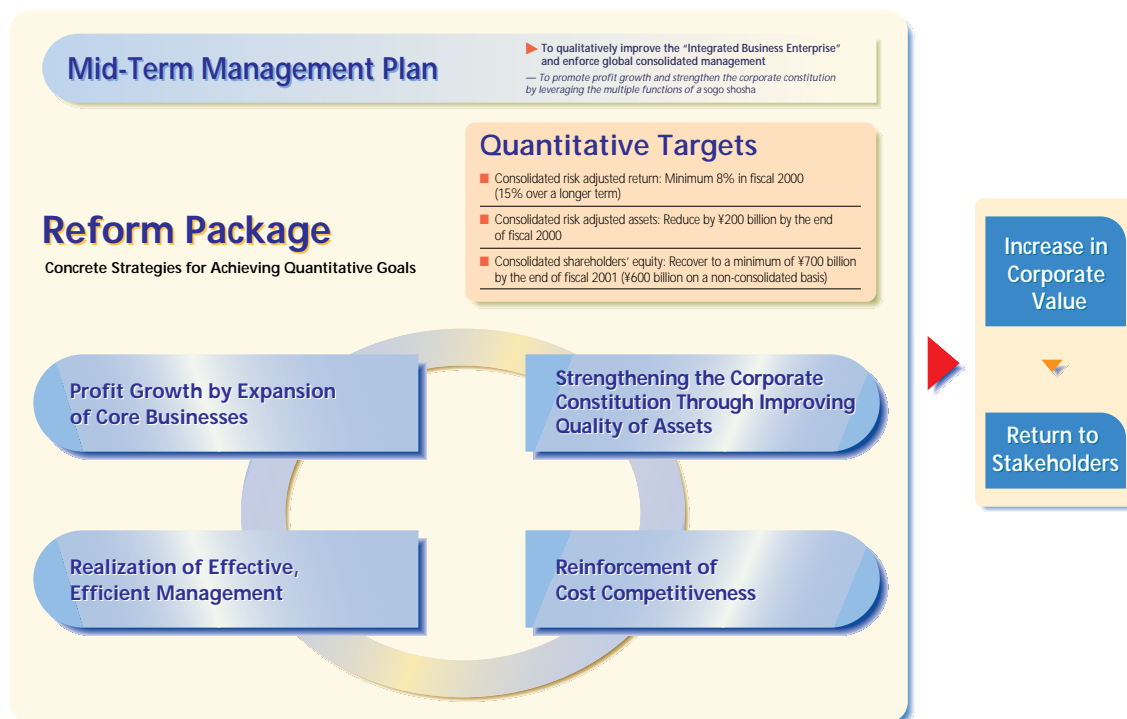 Mid-Term Management Plan
To qualitatively improve the “Integrated Business Enterprise”
and enforce global consolidated management
— To promote profit growth and strengthen the corporate constitution
by leveraging the multiple functions of a sogo shosha
Quantitative Targets
Consolidated risk adjusted return: Minimum 8% in fiscal 2000
(15% over a longer term)
Consolidated risk adjusted assets: Reduce by ¥200 billion by the end
of fiscal 2000
Consolidated shareholders’ equity: Recover to a minimum of ¥700 billion
by the end of fiscal 2001 (¥600 billion on a non-consolidated basis)
Reform Package
Concrete Strategies for Achieving Quantitative Goals
Profit Growth by Expansion
of Core Businesses
Strengthening the Corporate
Constitution Through Improving
Quality of Assets
Realization of Effective,
Efficient Management
Reinforcement of
Cost Competitiveness
Increase in
Corporate
Value
Return to
Stakeholders